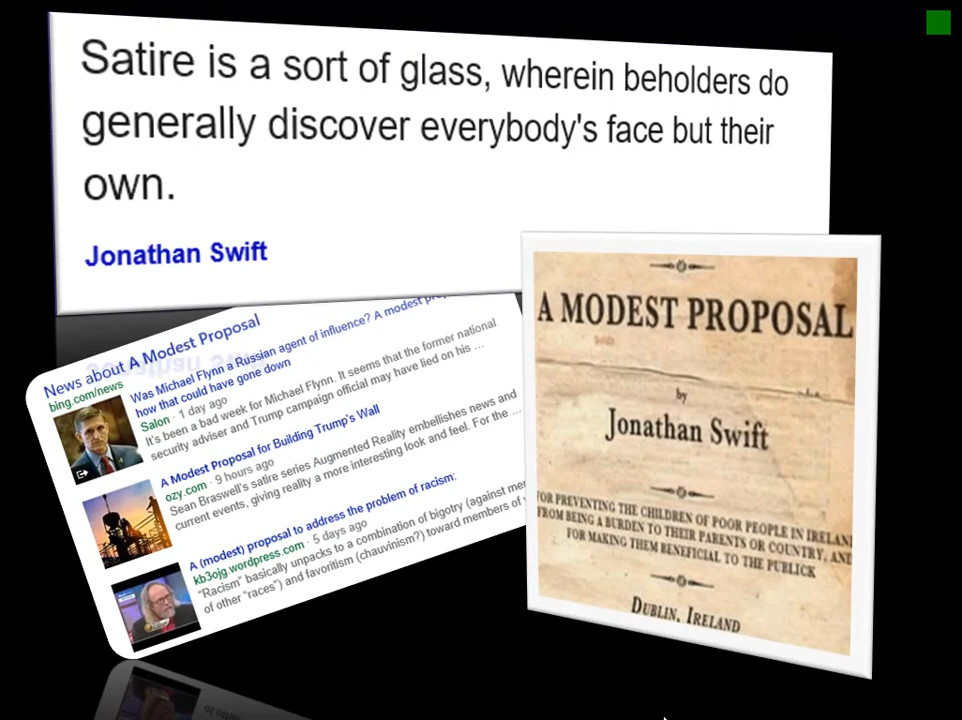 Satire is a sort of glass, wherein beholders do
generally discover everybody's face but their
own.
Jonathan Swift
News about A Modest Proposal
bing.com/news
Was Michael Flynn a Russian agent of influence? A modest
how that could have gone down
Salon · 1 day ago
It's been a bad week for Michael Flynn. It seems that the former national
security adviser and Trump campaign official may have lied on his ...
A Modest Proposal for Building Trump's Wall
ozy.com · 9 hours ago
Sean Braswell's satire series Augmented Reality embellishes news and
current events, giving reality a more interesting look and feel. For the ...
A (modest) proposal to address the problem of racism:
kb3ojg.wordpress.com · 5 days ago
"Racism" basically unpacks to a combination of bigotry (against
of other "races") and favoritism (chauvinism?) toward members of
A MODEST PROPOSAL
by
Jonathan Swift
FOR PREVENTING THE CHILDREN OF POOR PEOPLE IN
FROM BEING A BURDEN TO THEIR PARENTS OR COUNTRY, AND
FOR MAKING THEM BENEFICIAL TO THE PUBLICK
DUBLIN, IRELAND